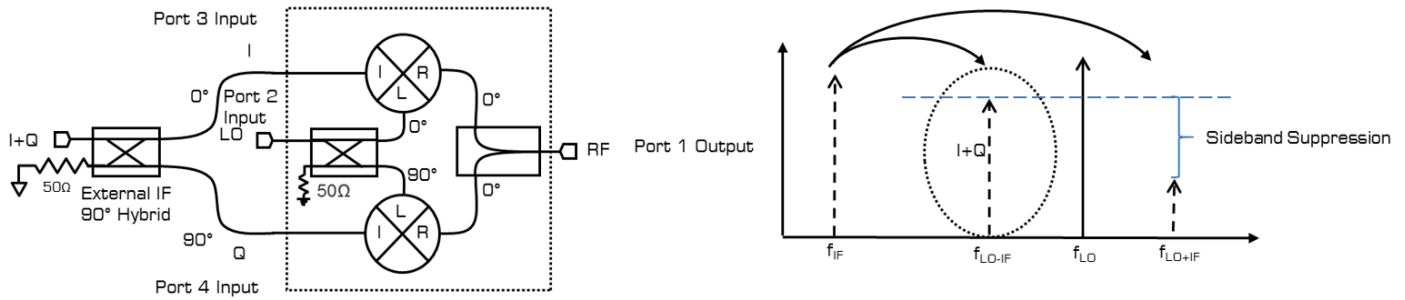 Port 3 Input
I
0°
Port 2
Input
LO
I+Q
50Ω
External IF
90° Hybrid
90°
Q
Port 4 Input
I
R
L
0°
50Ω
90°
L
I
R
0°
0°
RF
Port 1 Output
I+Q
Sideband Suppression
fIF
fLO-IF
fLO
fLO+IF